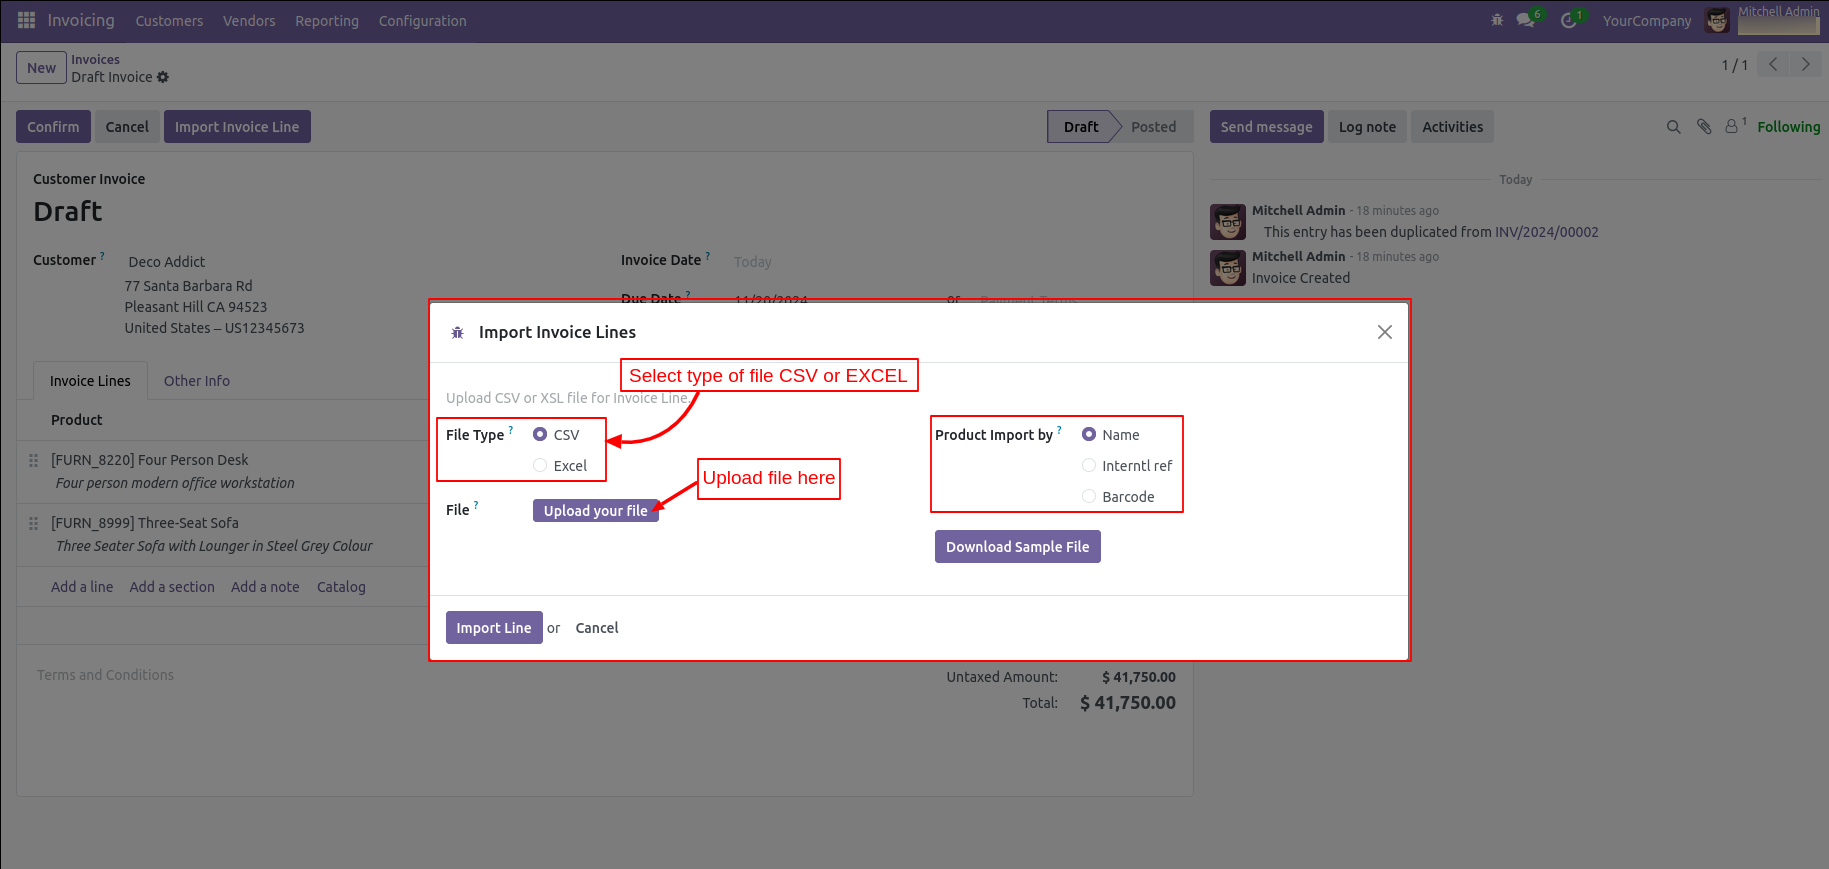 Invoicing Customers Vendors Reporting Configuration 6 1 YourCompany Mitchell Admin
New Invoices
Draft Invoice 1 / 1
Confirm Cancel Import Invoice Line Draft Posted Send message Log note Activities 1 Following
Customer Invoice
Draft
Customer ? Deco Addict
77 Santa Barbara Rd
Pleasant Hill CA 94523
United States – US12345673
Invoice Date ? Today
Due Date ? 11/20/2024 or Payment Terms
Today
Mitchell Admin - 18 minutes ago
This entry has been duplicated from INV/2024/00002
Mitchell Admin - 18 minutes ago
Invoice Created
Invoice Lines Other Info
Product
[FURN_8220] Four Person Desk
Four person modern office workstation
[FURN_8999] Three-Seat Sofa
Three Seater Sofa with Lounger in Steel Grey Colour
Add a line Add a section Add a note Catalog
Terms and Conditions
Untaxed Amount: $ 41,750.00
Total: $ 41,750.00
Import Invoice Lines
Select type of file CSV or EXCEL
Upload CSV or XSL file for Invoice Line.
File Type ? CSV
Excel
Upload file here
File ? Upload your file
Product Import by ? Name
Interntl ref
Barcode
Download Sample File
Import Line or Cancel